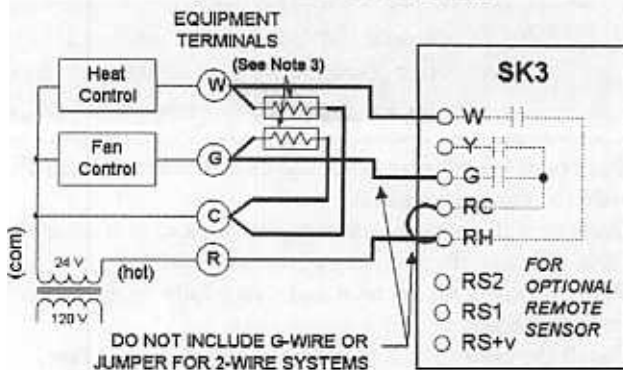 EQUIPMENT
TERMINALS
(See Note 3)
SK3
Heat
Control
W
W
Y
Fan
Control
G
G
RC
C
RH
(com)
24 V
(hot)
R
120 V
RS2
RS1
RS+v
FOR
OPTIONAL
REMOTE
SENSOR
DO NOT INCLUDE G-WIRE OR
JUMPER FOR 2-WIRE SYSTEMS